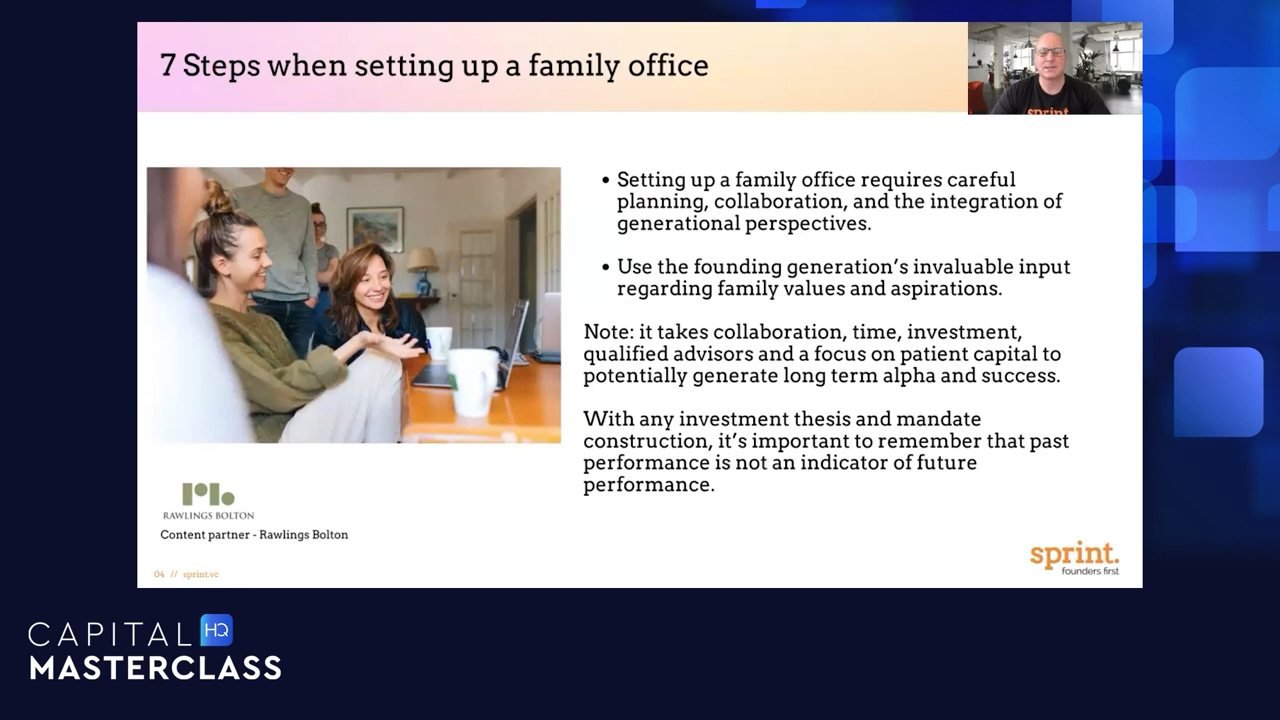 7 Steps when setting up a family office
sprint
• Setting up a family office requires careful
planning, collaboration, and the integration of
generational perspectives.
• Use the founding generation’s invaluable input
regarding family values and aspirations.
Note: it takes collaboration, time, investment,
qualified advisors and a focus on patient capital to
potentially generate long term alpha and success.
With any investment thesis and mandate
construction, it’s important to remember that past
performance is not an indicator of future
performance.
RAWLINGS BOLTON
Content partner - Rawlings Bolton
04 // sprint.vc
sprint.
founders first
CAPITAL HQ
MASTERCLASS